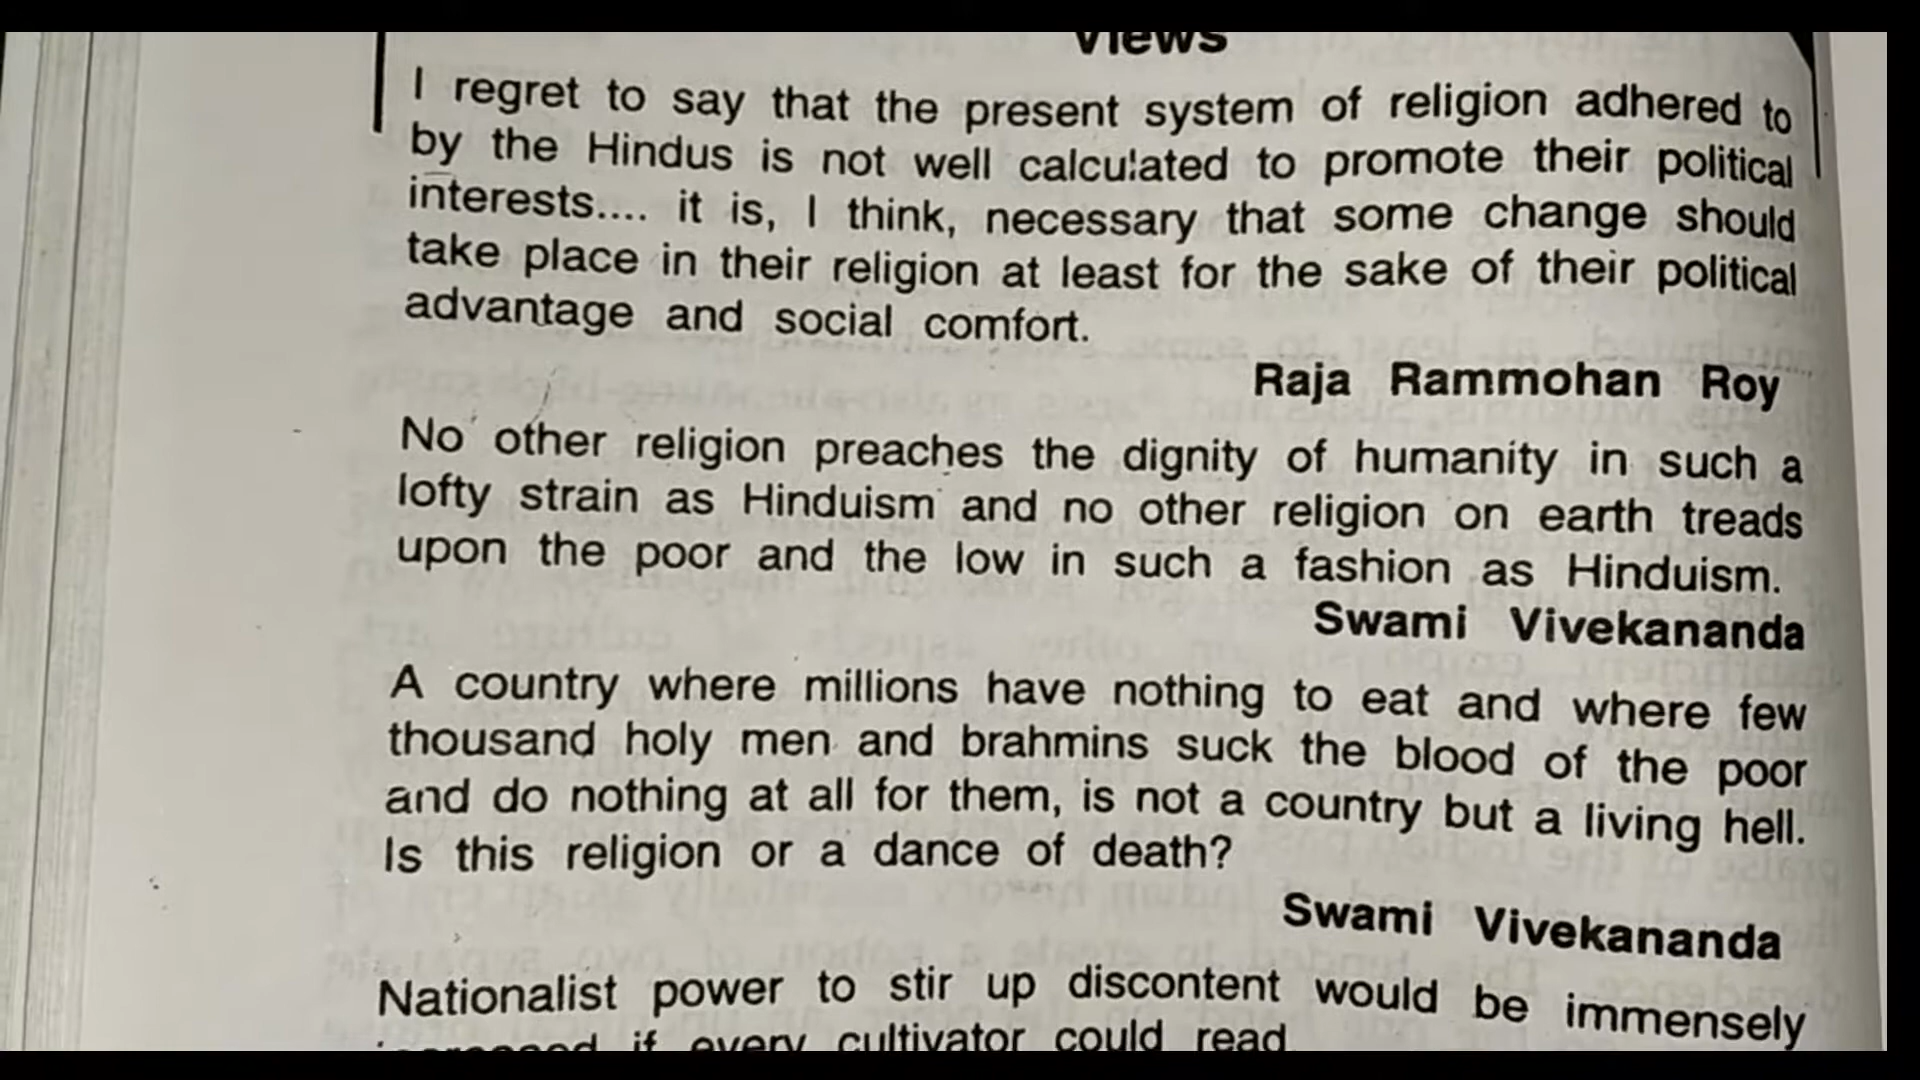 Views
I regret to say that the present system of religion adhered to
by the Hindus is not well calculated to promote their political
interests.... it is, I think, necessary that some change should
take place in their religion at least for the sake of their political
advantage and social comfort.
Raja Rammohan Roy
No other religion preaches the dignity of humanity in such a
lofty strain as Hinduism and no other religion on earth treads
upon the poor and the low in such a fashion as Hinduism.
Swami Vivekananda
A country where millions have nothing to eat and where few
thousand holy men and brahmins suck the blood of the poor
and do nothing at all for them, is not a country but a living hell.
Is this religion or a dance of death?
Swami Vivekananda
Nationalist power to stir up discontent would be immensely
increased if every cultivator could read